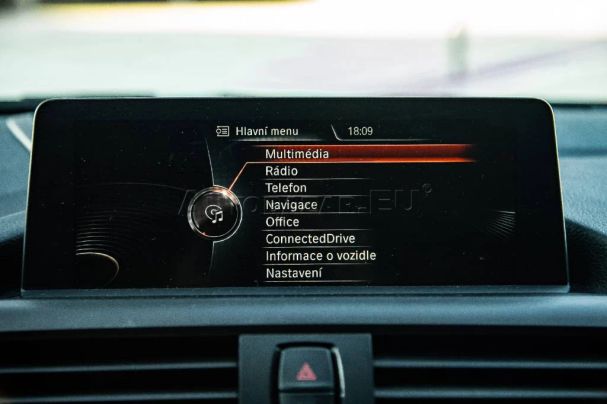 Hlavní menu 18:09
Multimédia
Rádio
Telefon
Navigace
Office
ConnectedDrive
Informace o vozidle
Nastavení